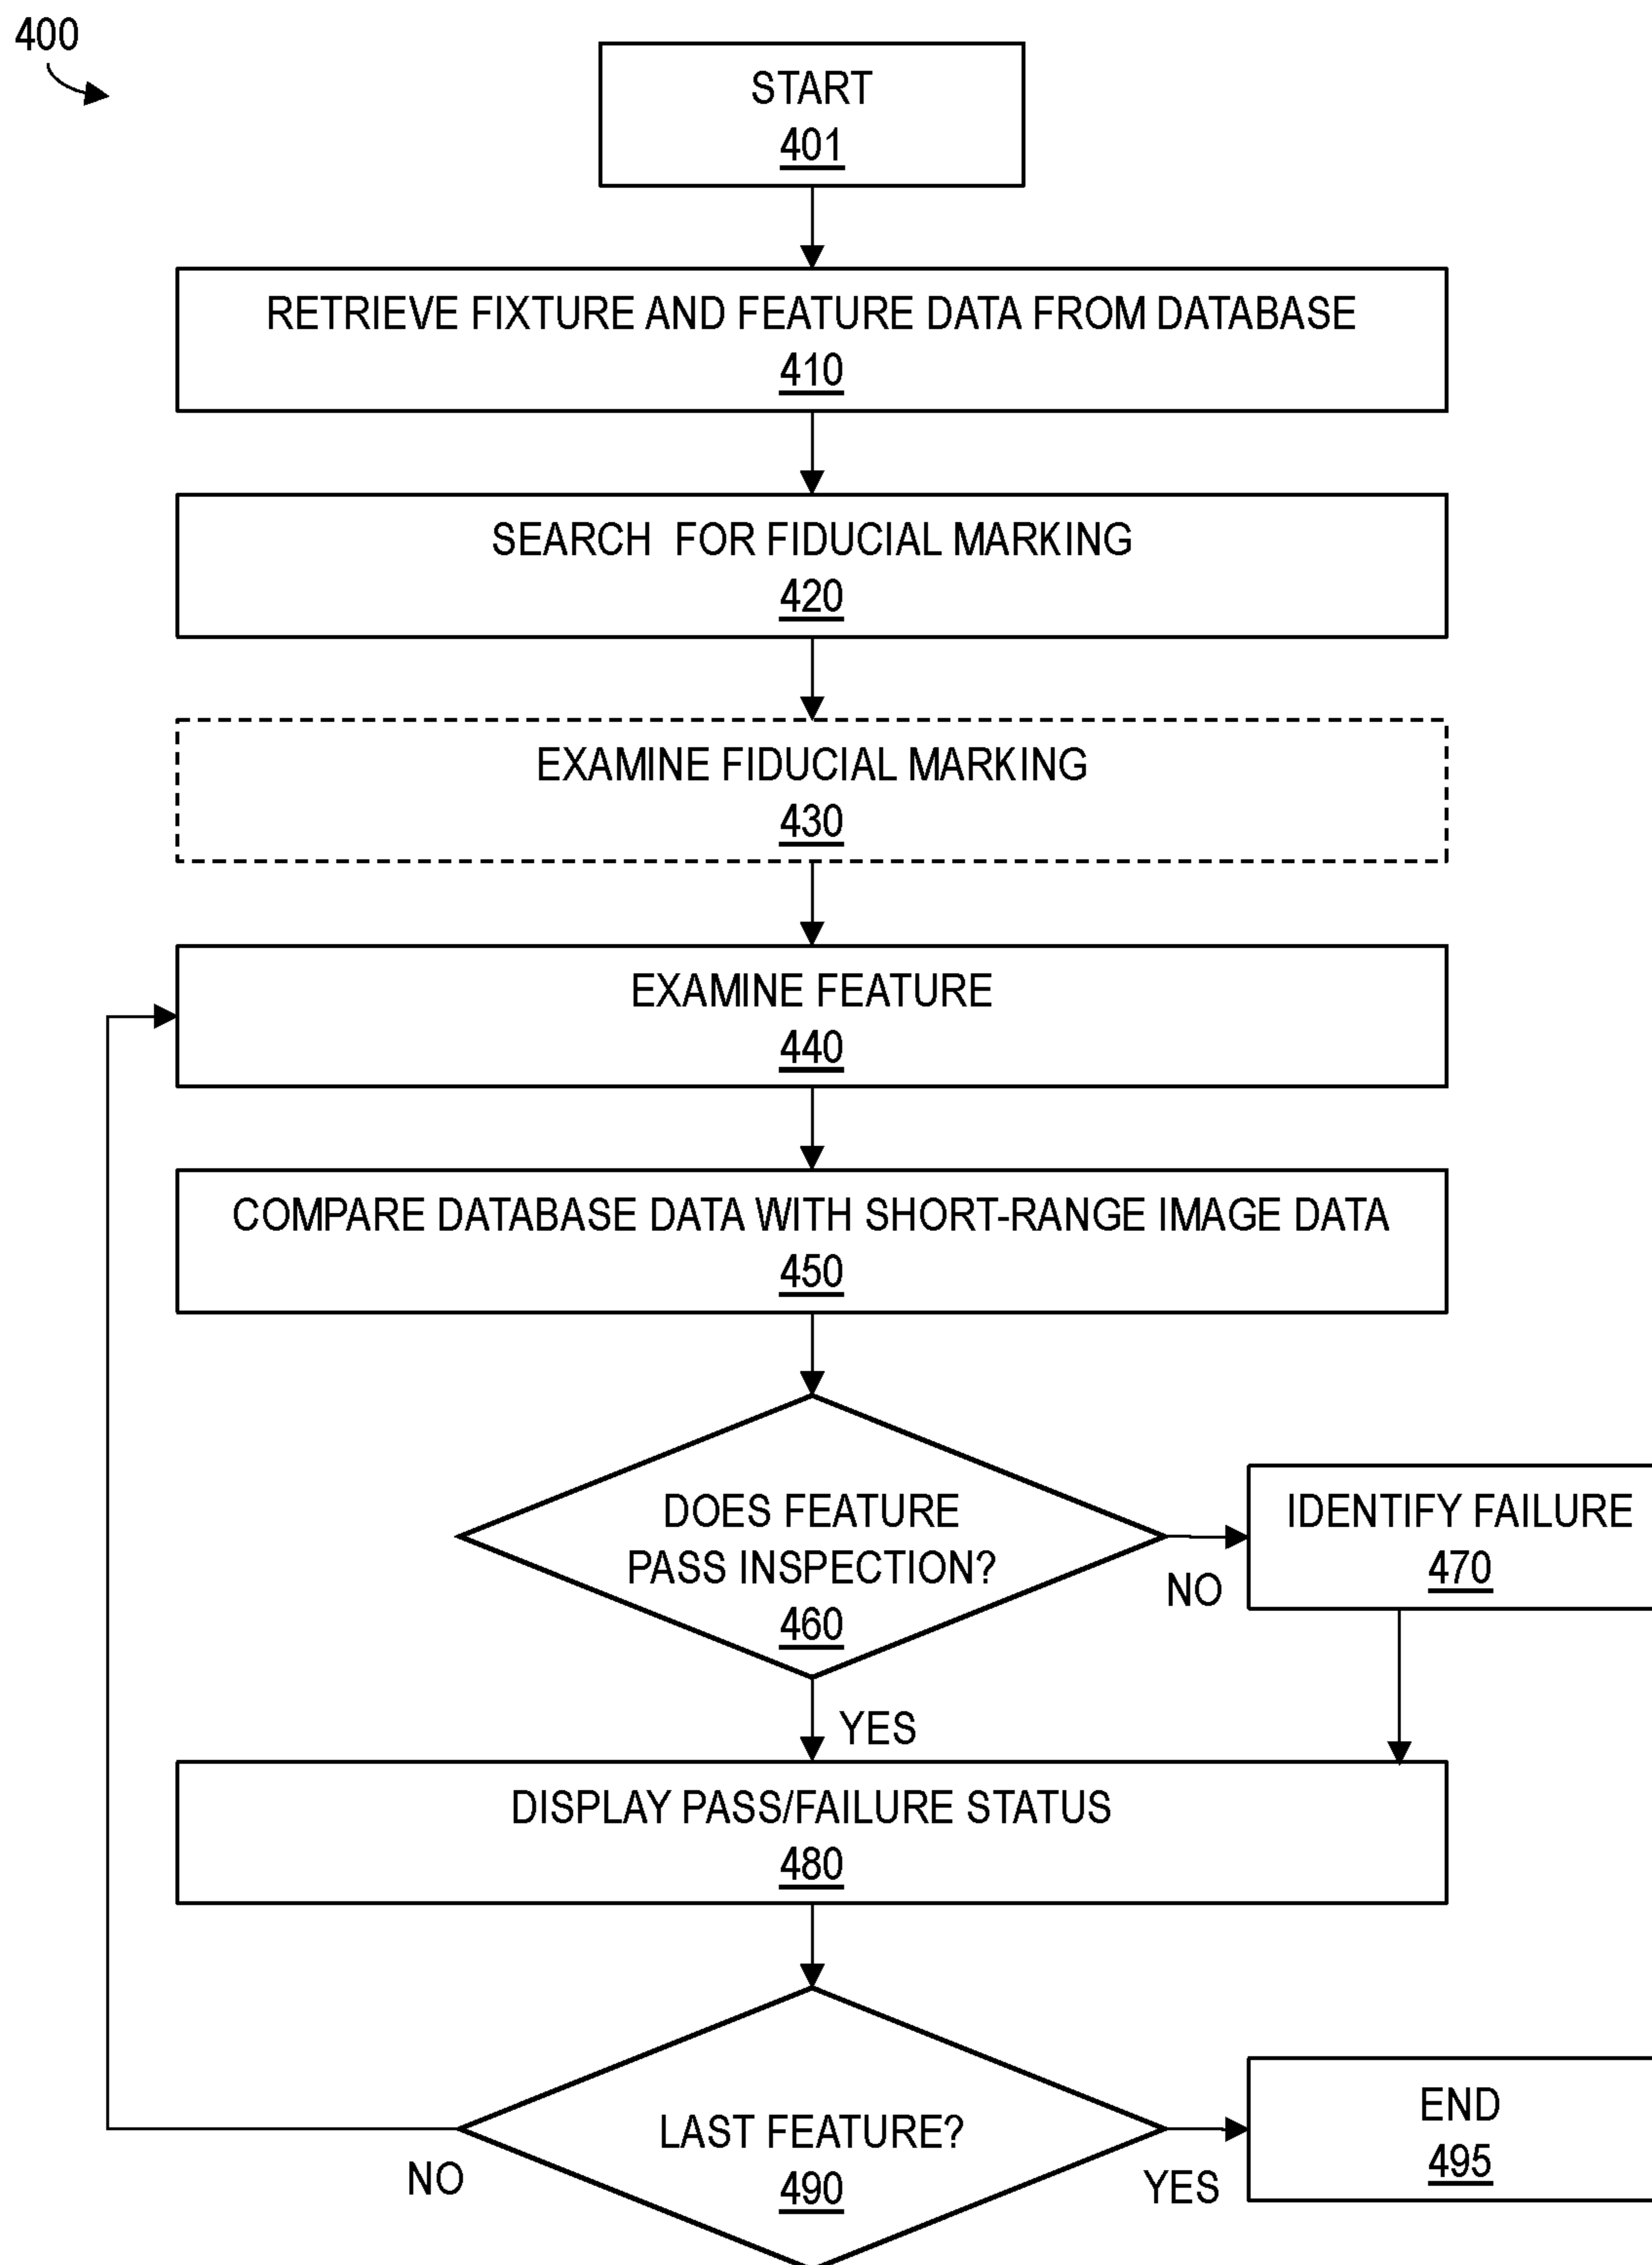 400
START
401
RETRIEVE FIXTURE AND FEATURE DATA FROM DATABASE
410
SEARCH FOR FIDUCIAL MARKING
420
EXAMINE FIDUCIAL MARKING
430
EXAMINE FEATURE
440
COMPARE DATABASE DATA WITH SHORT-RANGE IMAGE DATA
450
DOES FEATURE
PASS INSPECTION?
460
NO
IDENTIFY FAILURE
470
YES
DISPLAY PASS/FAILURE STATUS
480
LAST FEATURE?
490
NO
YES
END
495